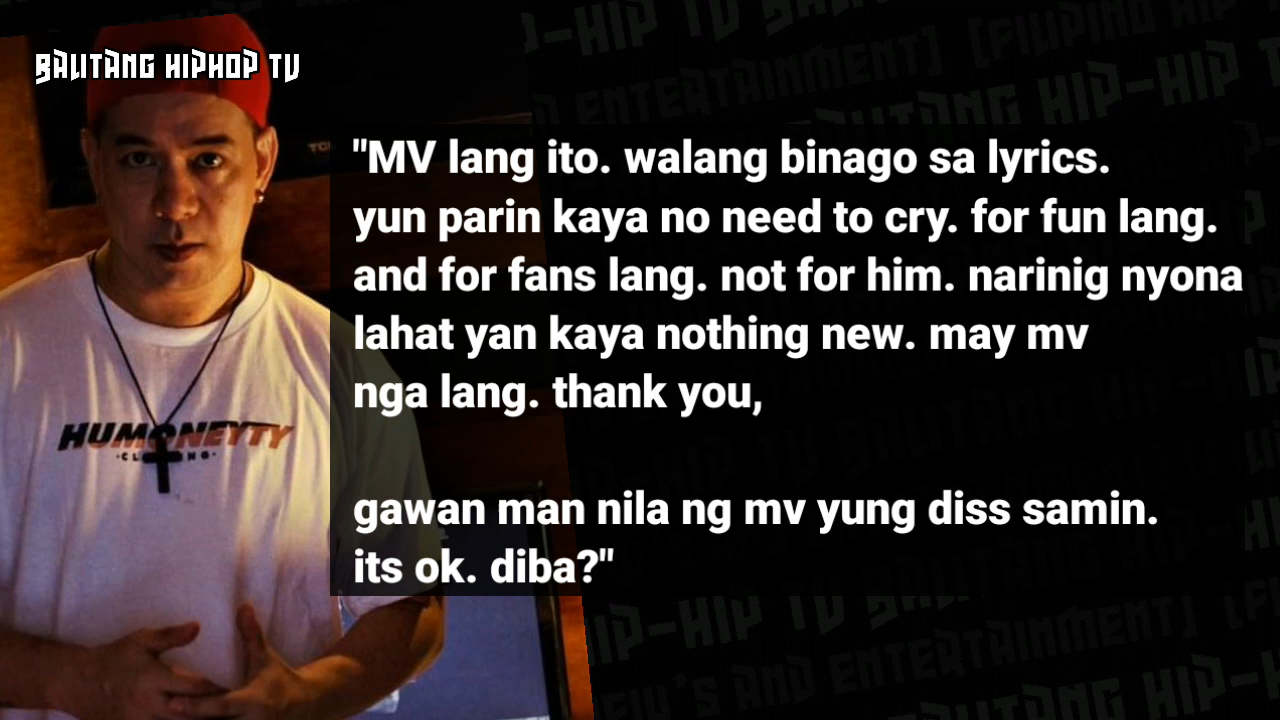 BALITANG HIPHOP TV
"MV lang ito. walang binago sa lyrics.
yun parin kaya no need to cry. for fun lang.
and for fans lang. not for him. narinig nyona
lahat yan kaya nothing new. may mv
nga lang. thank you,
gawan man nila ng mv yung diss samin.
its ok. diba?"
HUMONEYTY